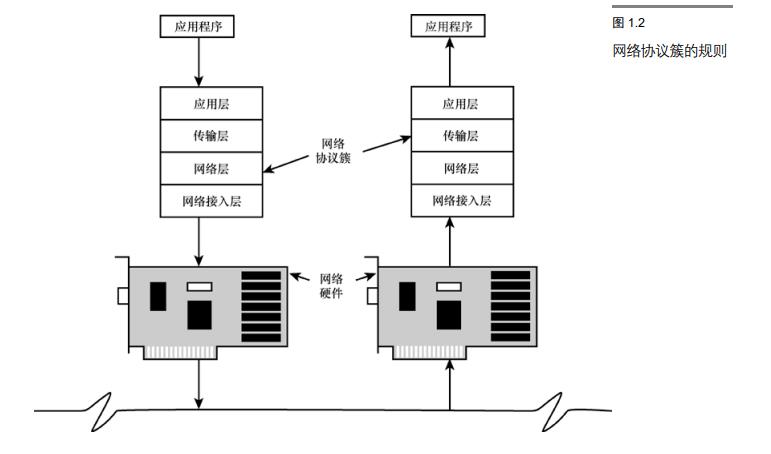 应用程序
应用程序
图 1.2
网络协议簇的规则
应用层
传输层
网络层
网络接入层
网络
协议簇
应用层
传输层
网络层
网络接入层
网络
硬件